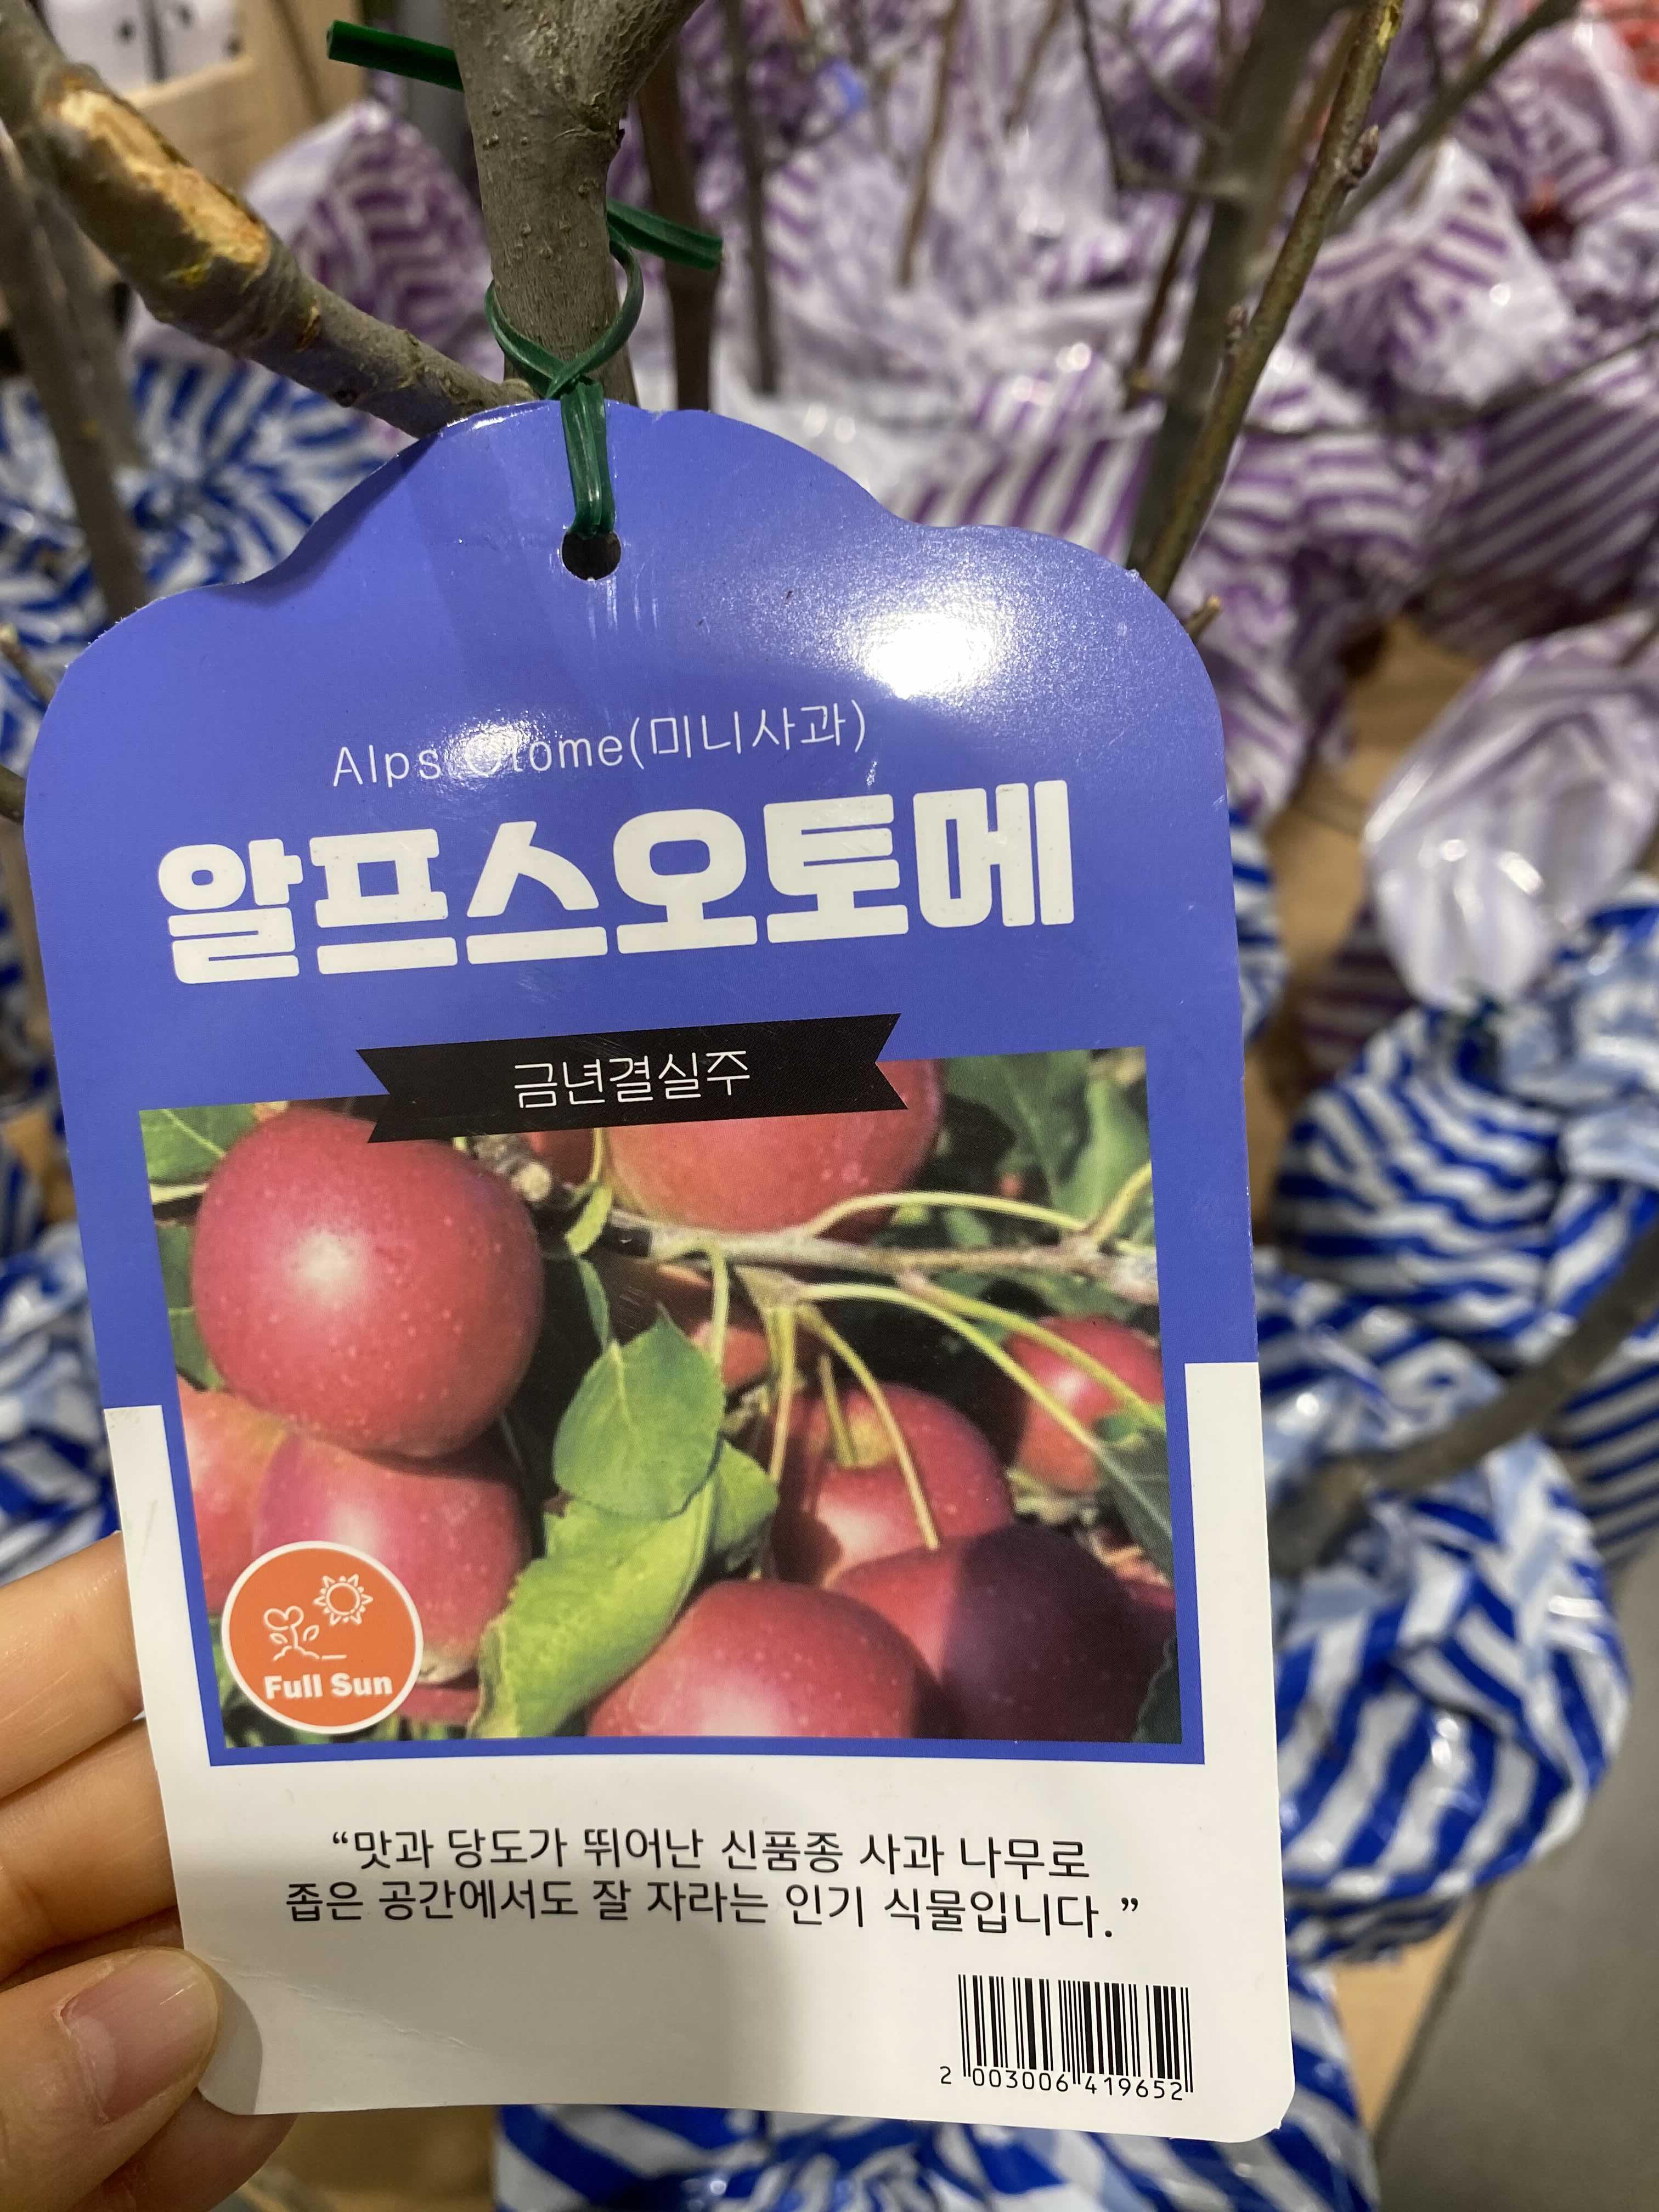 Alps Otome(미니사과)
알프스오토메
금년결실주
Full Sun
“맛과 당도가 뛰어난 신품종 사과 나무로
좁은 공간에서도 잘 자라는 인기 식물입니다.”
2 003006 419652